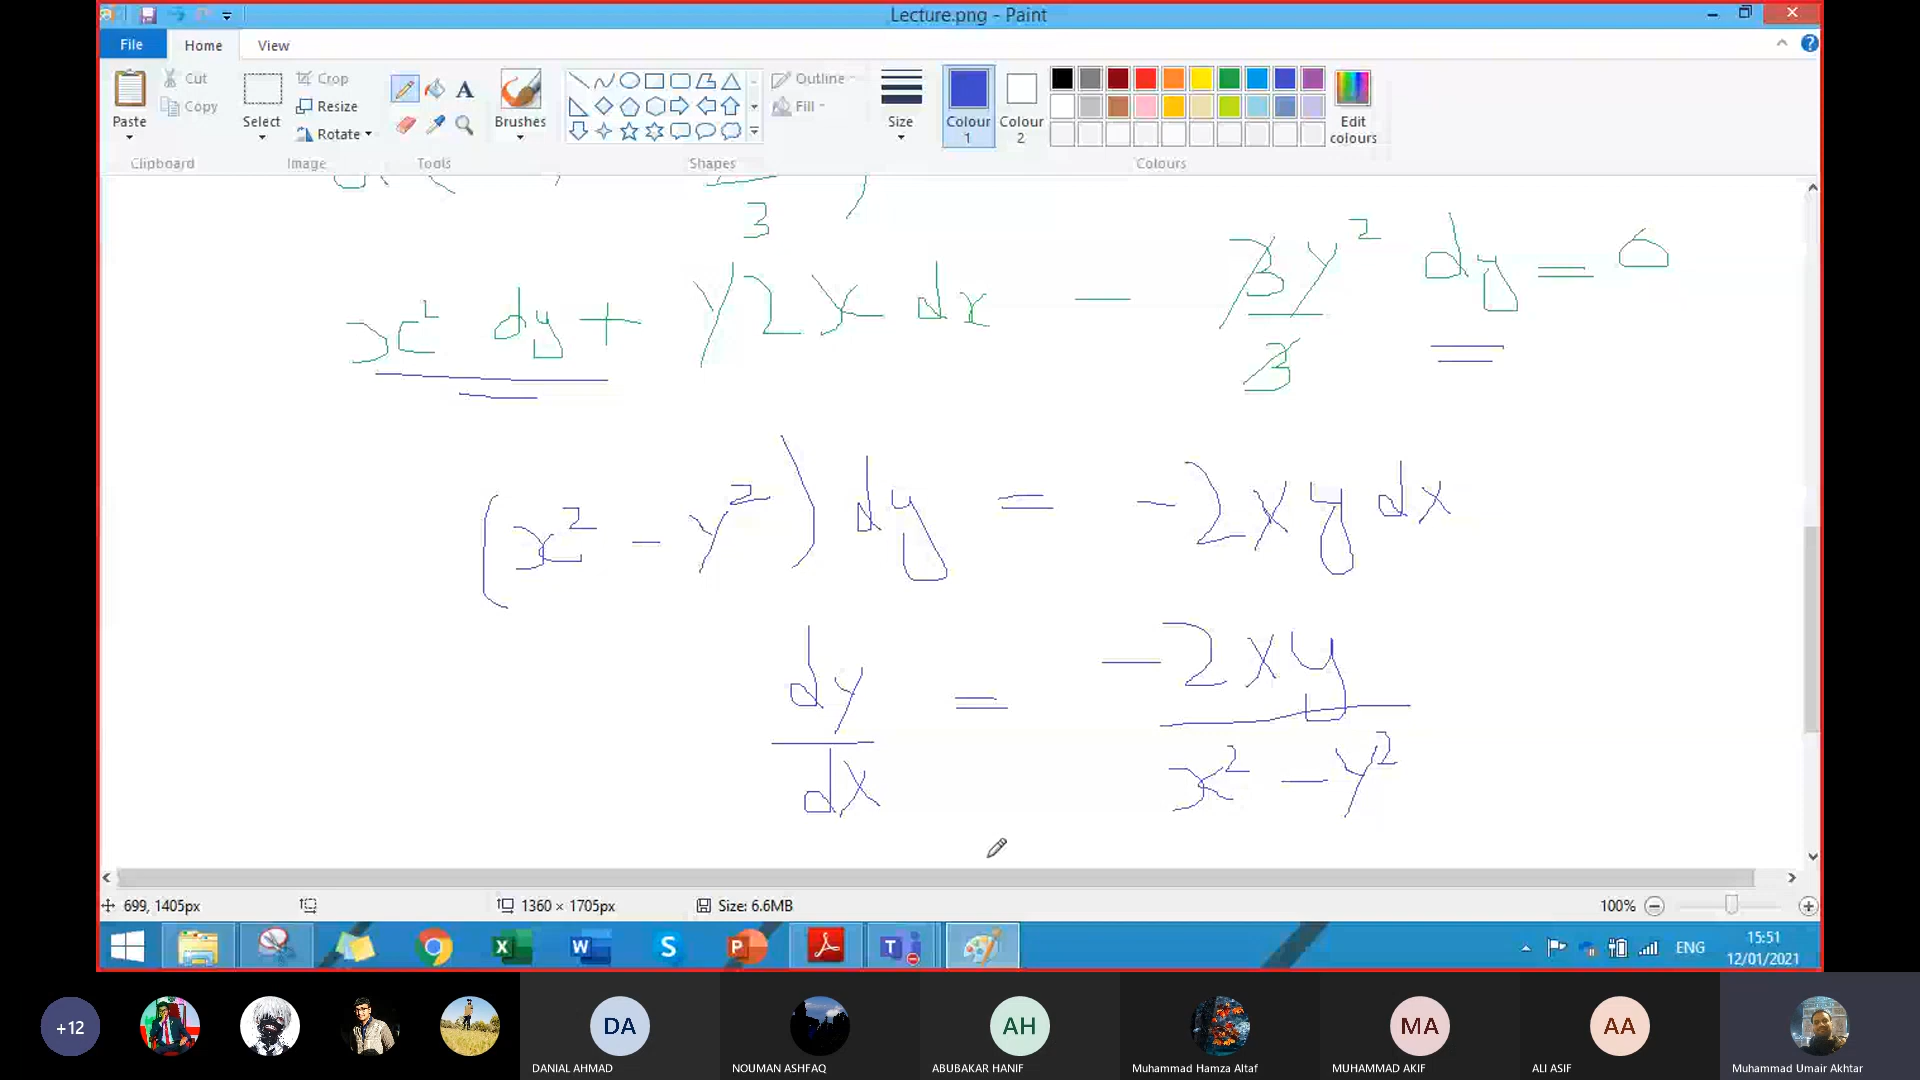 Lecture.png - Paint
File Home View
Paste
Cut
Copy
Clipboard
Select
Crop
Resize
Rotate
Image
A
Tools
Brushes
Shapes
Outline
Fill
Size
Colour 1
Colour 2
Edit colours
Colours
3
x² dy + y2x dx - 3y²/3 dy = 0
(x² - y²) dy = -2xy dx
dy/dx = -2xy/x² - y²
699, 1405px
1360 × 1705px
Size: 6.6MB
100%
ENG
15:51
12/01/2021
+12
DA
AH
MA
AA
DANIAL AHMAD
NOUMAN ASHFAQ
ABUBAKAR HANIF
Muhammad Hamza Altaf
MUHAMMAD AKIF
ALI ASIF
Muhammad Umair Akhtar